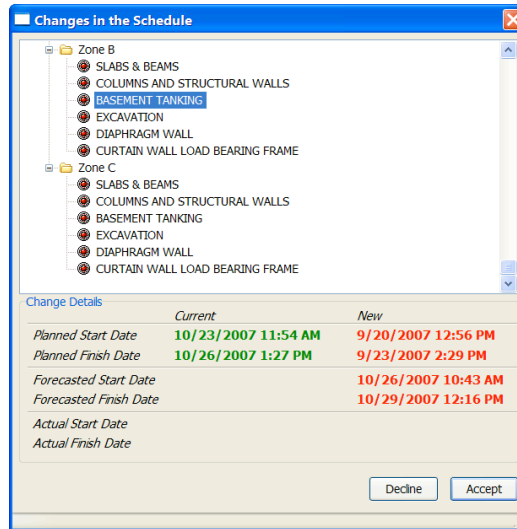 Changes in the Schedule
Zone B
SLABS & BEAMS
COLUMNS AND STRUCTURAL WALLS
BASEMENT TANKING
EXCAVATION
DIAPHRAGM WALL
CURTAIN WALL LOAD BEARING FRAME
Zone C
SLABS & BEAMS
COLUMNS AND STRUCTURAL WALLS
BASEMENT TANKING
EXCAVATION
DIAPHRAGM WALL
CURTAIN WALL LOAD BEARING FRAME
Change Details
Current New
Planned Start Date 10/23/2007 11:54 AM 9/20/2007 12:56 PM
Planned Finish Date 10/26/2007 1:27 PM 9/23/2007 2:29 PM
Forecasted Start Date 10/26/2007 10:43 AM
Forecasted Finish Date 10/29/2007 12:16 PM
Actual Start Date
Actual Finish Date
Decline Accept